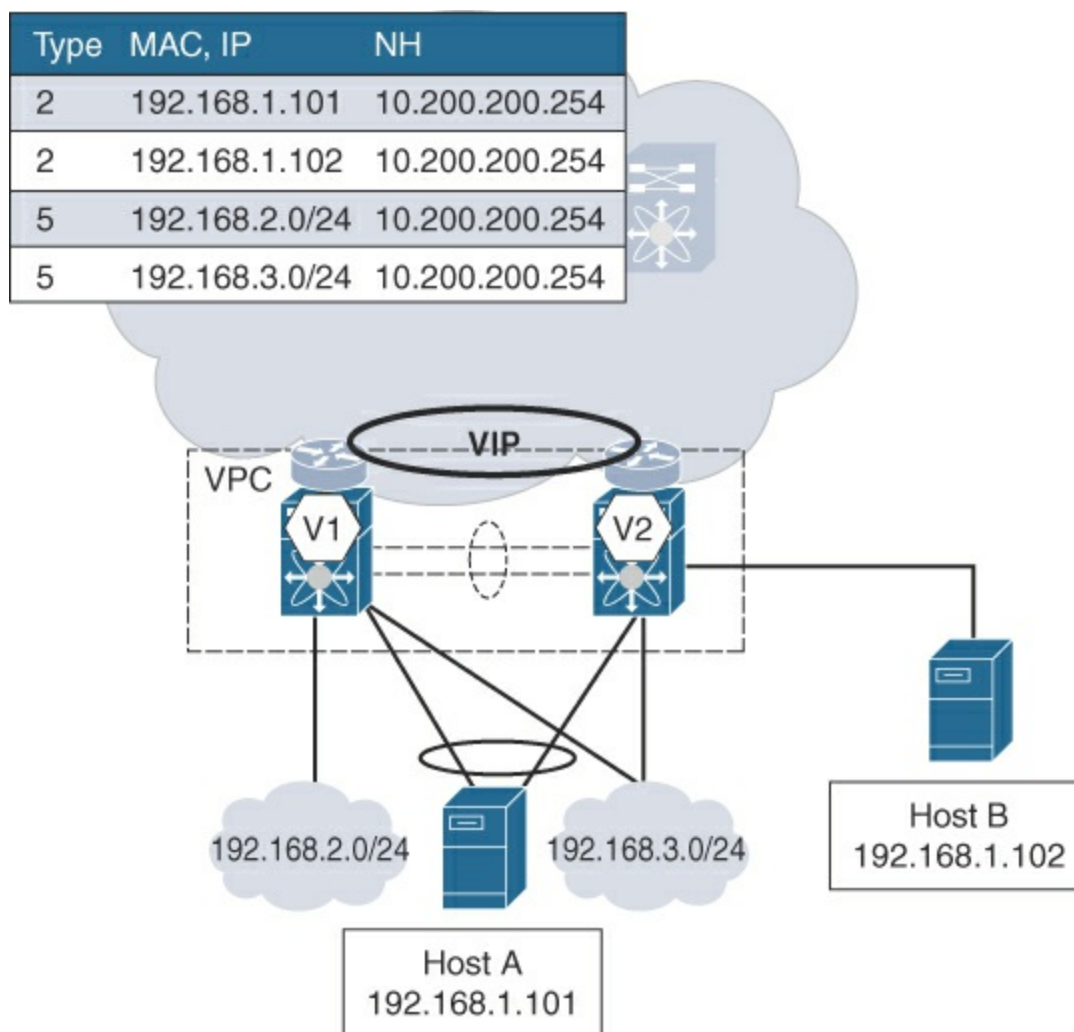 Type MAC, IP NH
2 192.168.1.101 10.200.200.254
2 192.168.1.102 10.200.200.254
5 192.168.2.0/24 10.200.200.254
5 192.168.3.0/24 10.200.200.254
VIP
VPC
V1
V2
192.168.2.0/24
192.168.3.0/24
Host B
192.168.1.102
Host A
192.168.1.101